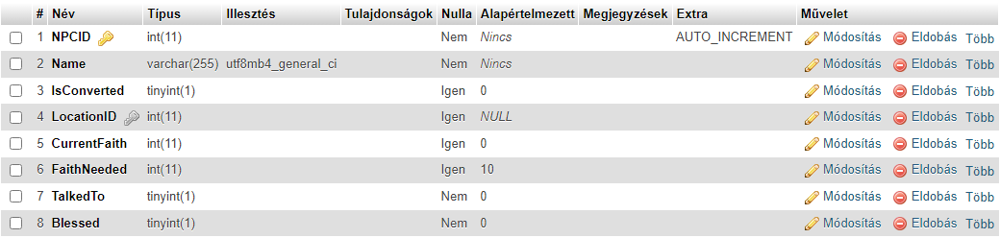 # Név Típus Illesztés Tulajdonságok Nulla Alapértelmezett Megjegyzések Extra Művelet
1 NPCID int(11) Nem Nincs AUTO_INCREMENT Módosítás Eldobás Több
2 Name varchar(255) utf8mb4_general_ci Nem Nincs Módosítás Eldobás Több
3 IsConverted tinyint(1) Igen 0 Módosítás Eldobás Több
4 LocationID int(11) Igen NULL Módosítás Eldobás Több
5 CurrentFaith int(11) Igen 0 Módosítás Eldobás Több
6 FaithNeeded int(11) Igen 10 Módosítás Eldobás Több
7 TalkedTo tinyint(1) Nem 0 Módosítás Eldobás Több
8 Blessed tinyint(1) Nem 0 Módosítás Eldobás Több